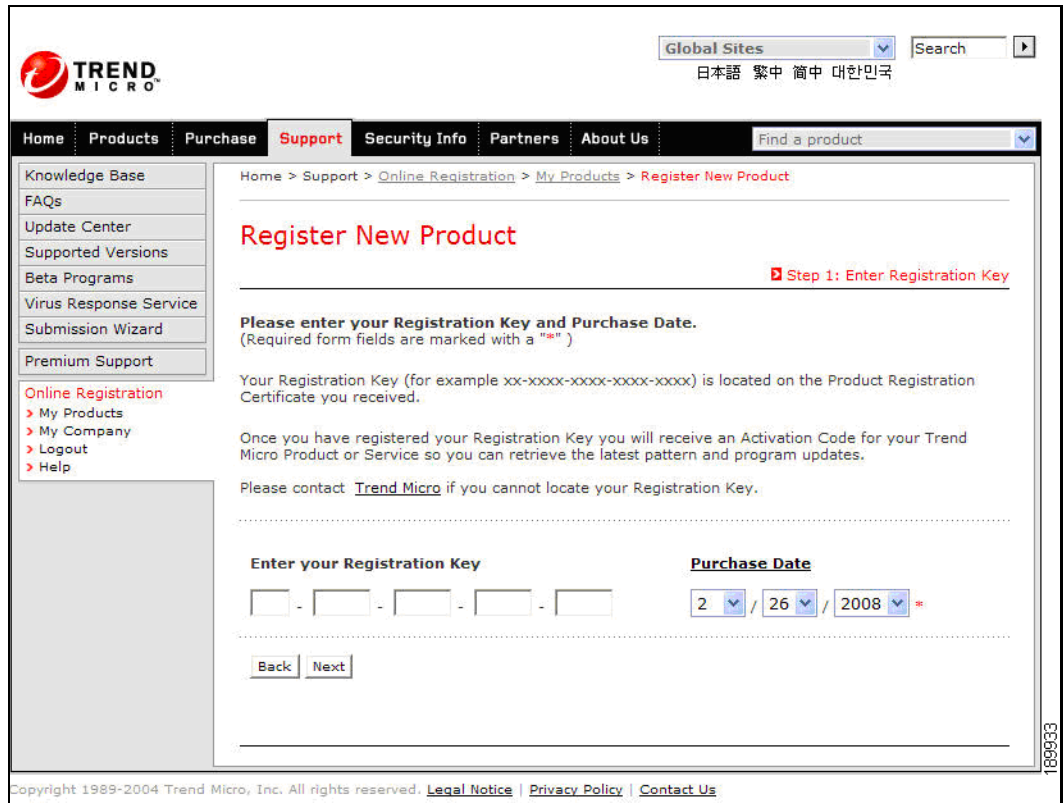 TREND
MICRO™
Global Sites
Search
日本語 繁中 简中 대한민국
Home Products Purchase Support Security Info Partners About Us
Find a product
Knowledge Base
FAQs
Update Center
Supported Versions
Beta Programs
Virus Response Service
Submission Wizard
Premium Support
Online Registration
My Products
My Company
Logout
Help
Home > Support > Online Registration > My Products > Register New Product
Register New Product
Step 1: Enter Registration Key
Please enter your Registration Key and Purchase Date.
(Required form fields are marked with a "*" )
Your Registration Key (for example xx-xxxx-xxxx-xxxx-xxxx) is located on the Product Registration
Certificate you received.
Once you have registered your Registration Key you will receive an Activation Code for your Trend
Micro Product or Service so you can retrieve the latest pattern and program updates.
Please contact Trend Micro if you cannot locate your Registration Key.
Enter your Registration Key
- - - -
Purchase Date
2 / 26 / 2008 *
Back Next
189933
Copyright 1989-2004 Trend Micro, Inc. All rights reserved. Legal Notice | Privacy Policy | Contact Us